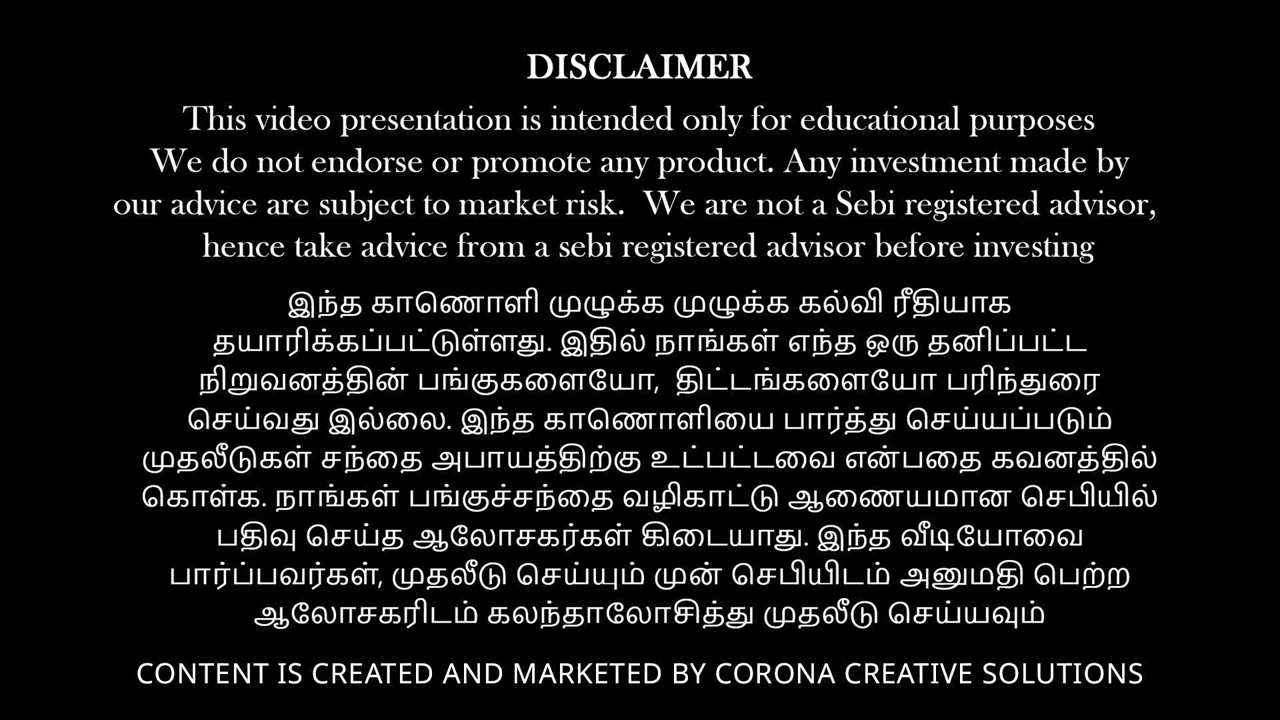 DISCLAIMER
This video presentation is intended only for educational purposes
We do not endorse or promote any product. Any investment made by
our advice are subject to market risk.  We are not a Sebi registered advisor,
hence take advice from a sebi registered advisor before investing
இந்த காணொளி முழுக்க முழுக்க கல்வி ரீதியாக
தயாரிக்கப்பட்டுள்ளது. இதில் நாங்கள் எந்த ஒரு தனிப்பட்ட
நிறுவனத்தின் பங்குகளையோ,  திட்டங்களையோ பரிந்துரை
செய்வது இல்லை. இந்த காணொளியை பார்த்து செய்யப்படும்
முதலீடுகள் சந்தை அபாயத்திற்கு உட்பட்டவை என்பதை கவனத்தில்
கொள்க. நாங்கள் பங்குச்சந்தை வழிகாட்டு ஆணையமான செபியில்
பதிவு செய்த ஆலோசகர்கள் கிடையாது. இந்த வீடியோவை
பார்ப்பவர்கள், முதலீடு செய்யும் முன் செபியிடம் அனுமதி பெற்ற
ஆலோசகரிடம் கலந்தாலோசித்து முதலீடு செய்யவும்
CONTENT IS CREATED AND MARKETED BY CORONA CREATIVE SOLUTIONS